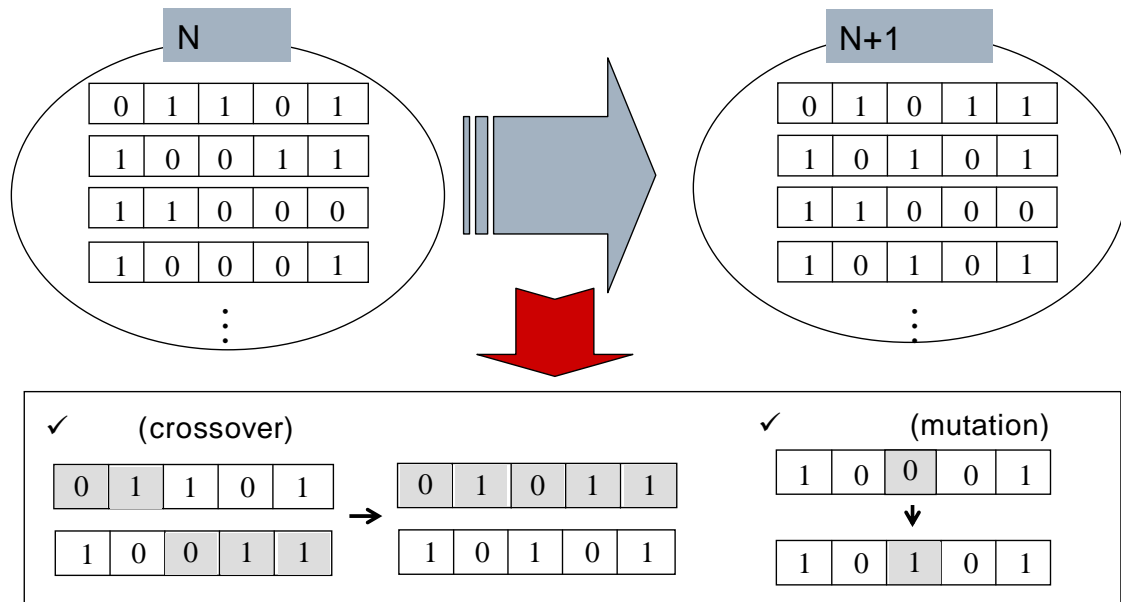 N
0 1 1 0 1
1 0 0 1 1
1 1 0 0 0
1 0 0 0 1
⋮
N+1
0 1 0 1 1
1 0 1 0 1
1 1 0 0 0
1 0 1 0 1
⋮
✓ (crossover)
0 1 1 0 1
1 0 0 1 1
0 1 0 1 1
1 0 1 0 1
✓ (mutation)
1 0 0 0 1
1 0 1 0 1